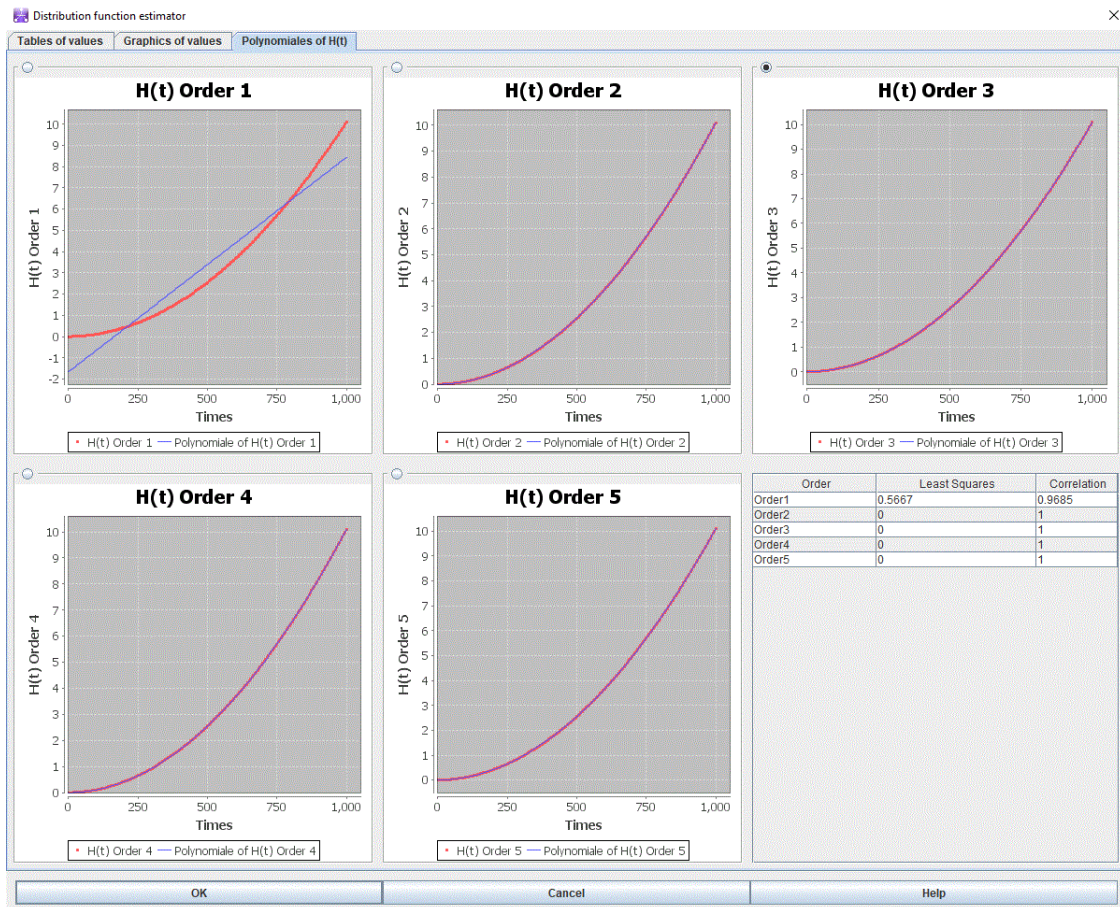 Distribution function estimator
Tables of values Graphics of values Polynomiales of H(t)
H(t) Order 1
10
9
8
7
6
5
4
3
2
1
0
-1
-2
H(t) Order 1
0 250 500 750 1,000
Times
H(t) Order 1 Polynomiale of H(t) Order 1
H(t) Order 2
10
9
8
7
6
5
4
3
2
1
0
H(t) Order 2
0 250 500 750 1,000
Times
H(t) Order 2 Polynomiale of H(t) Order 2
H(t) Order 3
10
9
8
7
6
5
4
3
2
1
0
H(t) Order 3
0 250 500 750 1,000
Times
H(t) Order 3 Polynomiale of H(t) Order 3
H(t) Order 4
10
9
8
7
6
5
4
3
2
1
0
H(t) Order 4
0 250 500 750 1,000
Times
H(t) Order 4 Polynomiale of H(t) Order 4
H(t) Order 5
10
9
8
7
6
5
4
3
2
1
0
H(t) Order 5
0 250 500 750 1,000
Times
H(t) Order 5 Polynomiale of H(t) Order 5
Order Least Squares Correlation
Order1 0.5667 0.9685
Order2 0 1
Order3 0 1
Order4 0 1
Order5 0 1
OK Cancel Help